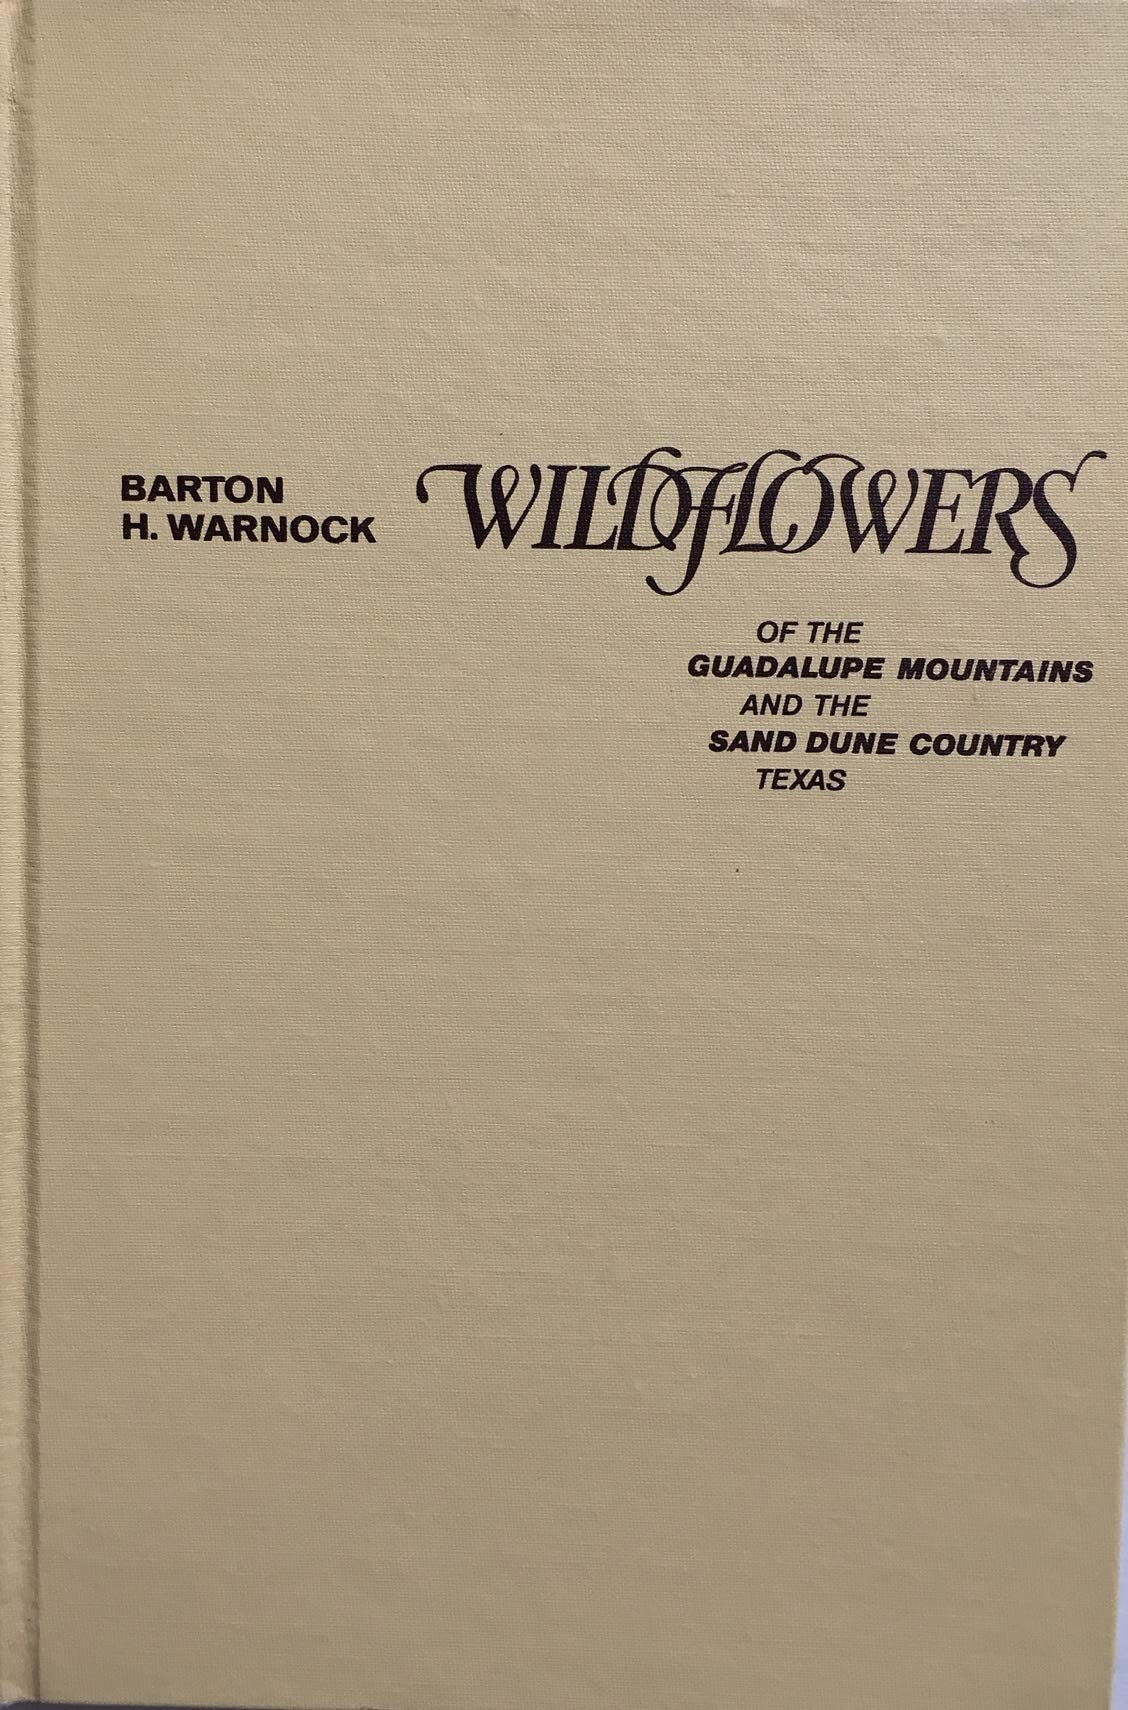 BARTON
H. WARNOCK
WILDFLOWERS
OF THE
GUADALUPE MOUNTAINS
AND THE
SAND DUNE COUNTRY
TEXAS